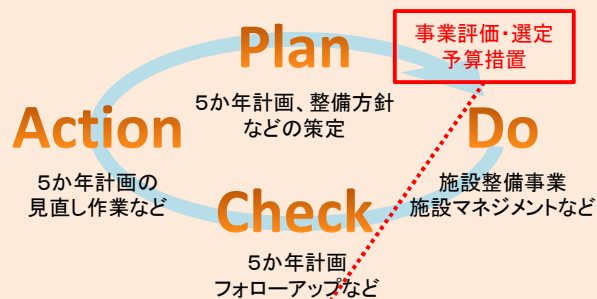 Plan
事業評価・選定
予算措置
5か年計画、整備方針
などの策定
Action
Do
5か年計画の
見直し作業など
施設整備事業
施設マネジメントなど
Check
5か年計画
フォローアップなど